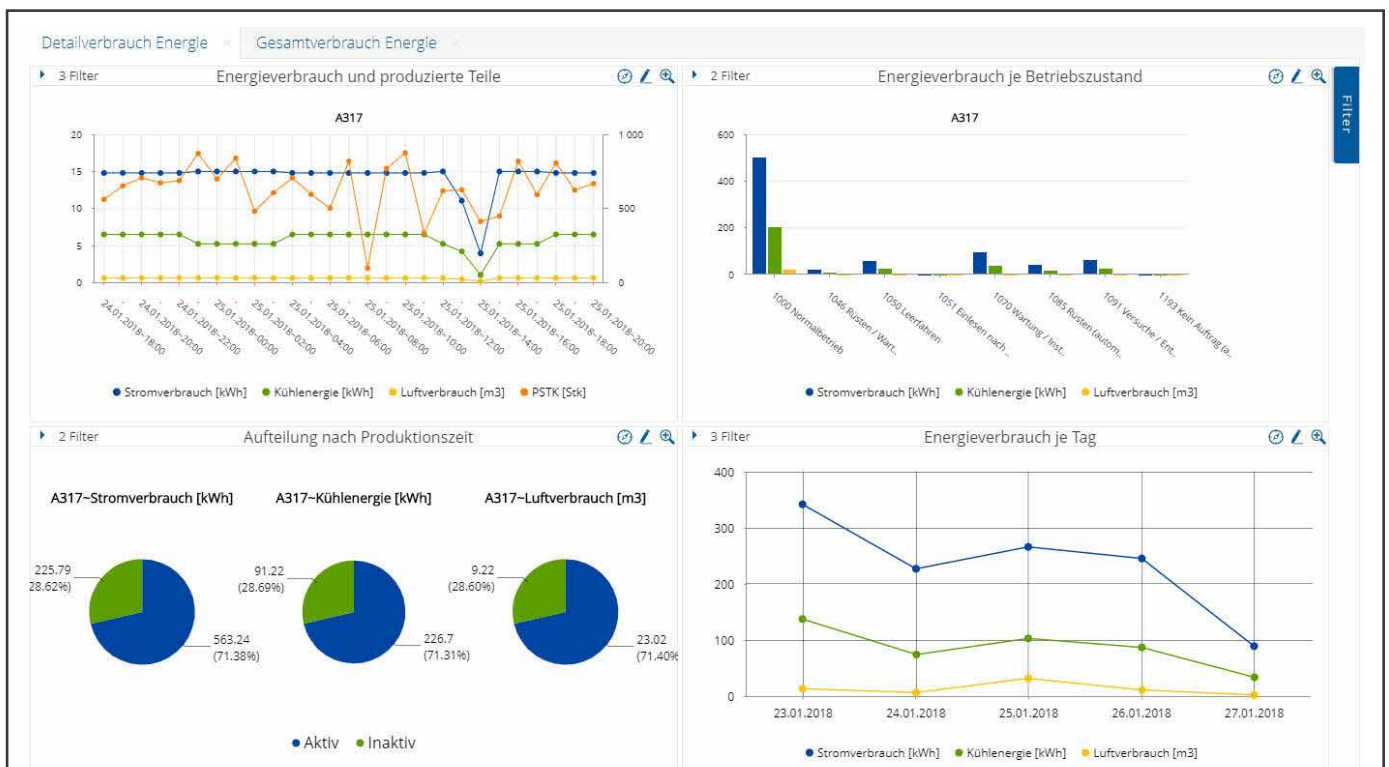 Detailverbrauch Energie × Gesamtverbrauch Energie ×
3 Filter Energieverbrauch und produzierte Teile
A317
20 1 000
15
10 500
5
0 0
24.01.2018~18:00 24.01.2018~20:00 24.01.2018~22:00 25.01.2018~00:00 25.01.2018~02:00 25.01.2018~04:00 25.01.2018~06:00 25.01.2018~08:00 25.01.2018~10:00 25.01.2018~12:00 25.01.2018~14:00 25.01.2018~16:00 25.01.2018~18:00 25.01.2018~20:00
Stromverbrauch [kWh] Kühlenergie [kWh] Luftverbrauch [m3] PSTK [Stk]
2 Filter Energieverbrauch je Betriebszustand
Filter
A317
600
400
200
0
1000 Normalbetrieb 1046 Rüsten / Wart.. 1050 Leerfahren 1051 Einlesen nach .. 1070 Wartung / Inst.. 1085 Rüsten (autom.. 1091 Versuche / Ent.. 1193 Kein Auftrag (a..
Stromverbrauch [kWh] Kühlenergie [kWh] Luftverbrauch [m3]
2 Filter Aufteilung nach Produktionszeit
A317~Stromverbrauch [kWh] A317~Kühlenergie [kWh] A317~Luftverbrauch [m3]
225.79 91.22 9.22
28.62%) (28.69%) (28.60%)
563.24 226.7 23.02
(71.38%) (71.31%) (71.40%
Aktiv Inaktiv
3 Filter Energieverbrauch je Tag
400
300
200
100
0
23.01.2018 24.01.2018 25.01.2018 26.01.2018 27.01.2018
Stromverbrauch [kWh] Kühlenergie [kWh] Luftverbrauch [m3]